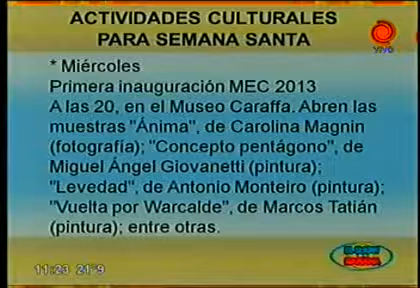 ACTIVIDADES CULTURALES
PARA SEMANA SANTA
VIVO
* Miércoles
Primera inauguración MEC 2013
A las 20, en el Museo Caraffa. Abren las
muestras "Ánima", de Carolina Magnin
(fotografía); "Concepto pentágono", de
Miguel Ángel Giovanetti (pintura);
"Levedad", de Antonio Monteiro (pintura);
"Vuelta por Warcalde", de Marcos Tatián
(pintura); entre otras.
11:23 21°9